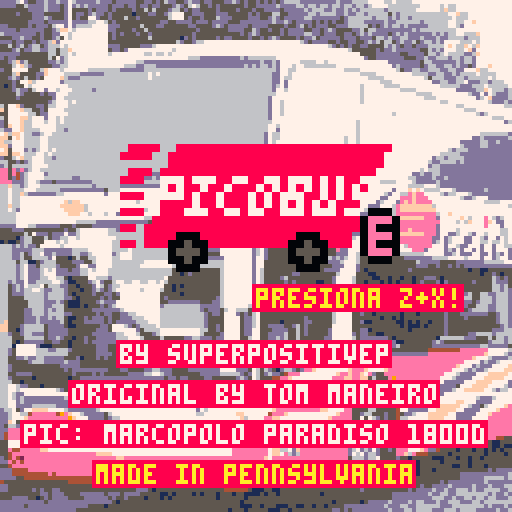 PICOBUS
E
PRESIONA Z+X!
BY SUPERPOSITIVEP
ORIGINAL BY TOM MANEIRO
PIC: MARCOPOLO PARADISO 1800D
MADE IN PENNSYLVANIA